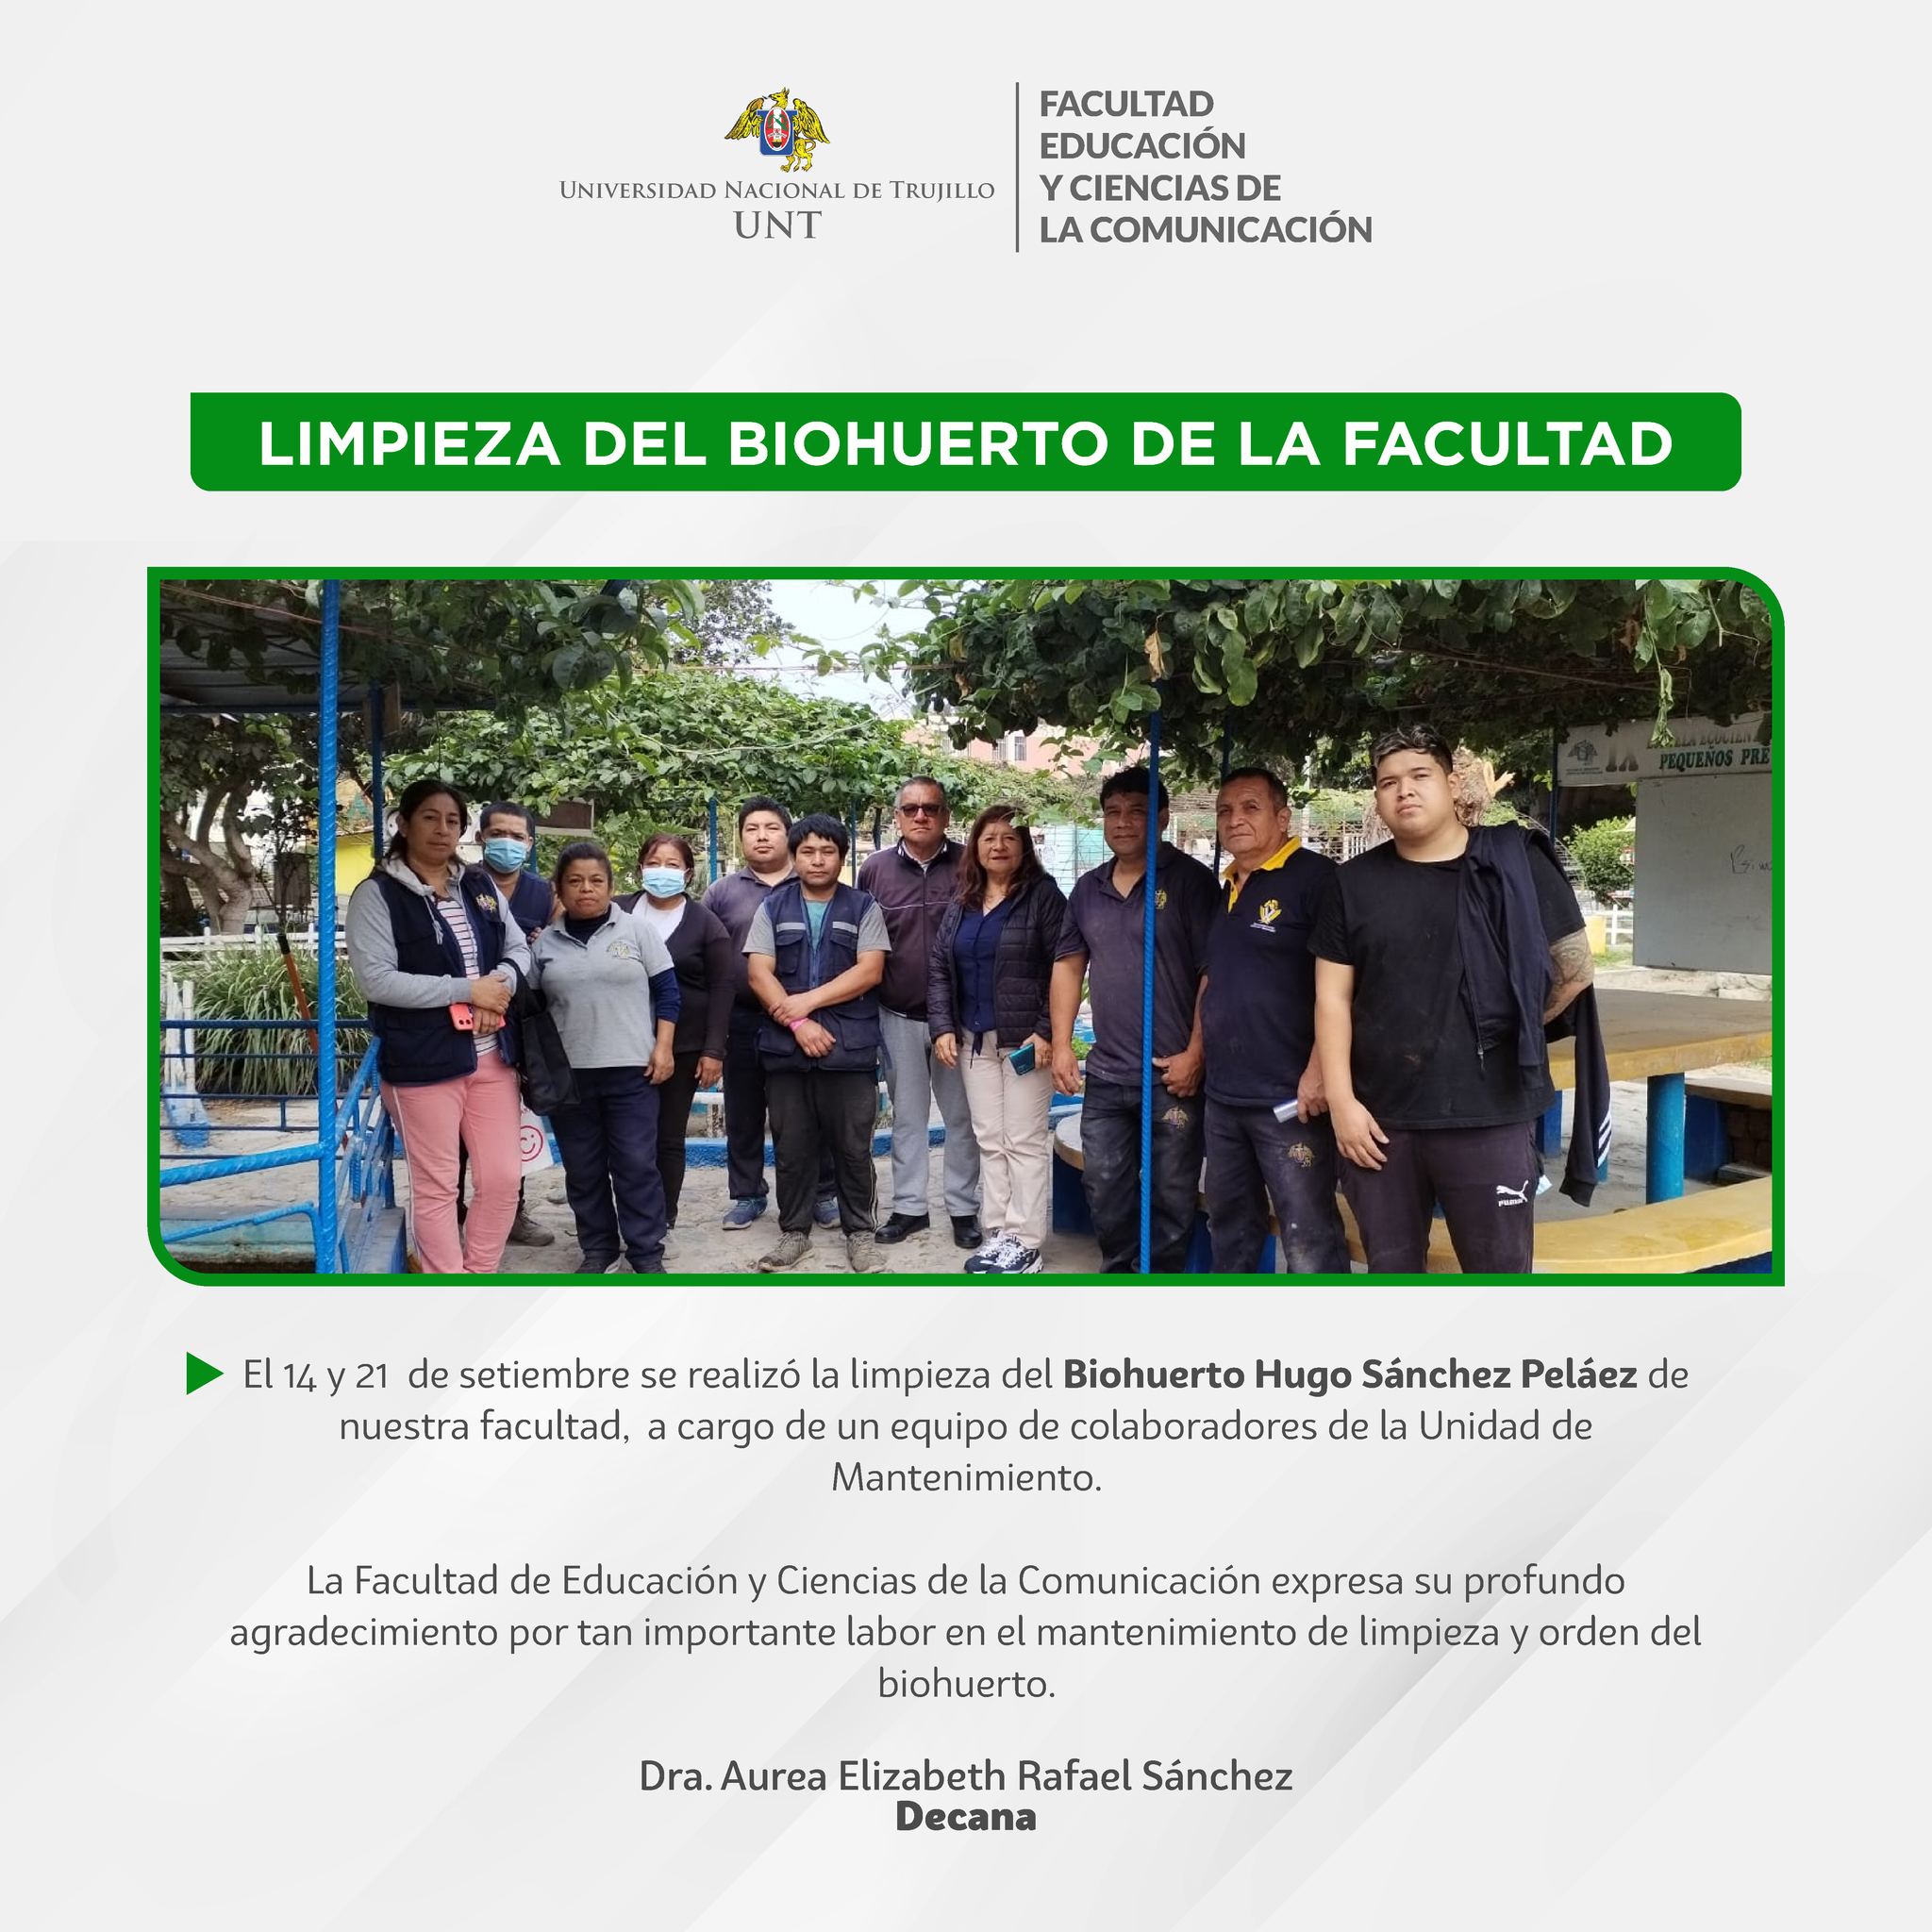 UNIVERSIDAD NACIONAL DE TRUJILLO
UNT
FACULTAD
EDUCACIÓN
Y CIENCIAS DE
LA COMUNICACIÓN
LIMPIEZA DEL BIOHUERTO DE LA FACULTAD
PEQUEÑOS PRE
PUMA
El 14 y 21 de setiembre se realizó la limpieza del Biohuerto Hugo Sánchez Peláez de
nuestra facultad, a cargo de un equipo de colaboradores de la Unidad de
Mantenimiento.
La Facultad de Educación y Ciencias de la Comunicación expresa su profundo
agradecimiento por tan importante labor en el mantenimiento de limpieza y orden del
biohuerto.
Dra. Aurea Elizabeth Rafael Sánchez
Decana